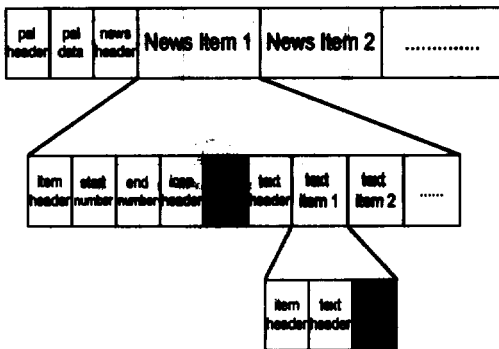 pal header
pal data
news header
News Item 1
News Item 2
..............
item header
start number
end number
icon header
text header
text item 1
text item 2
......
item header
text header